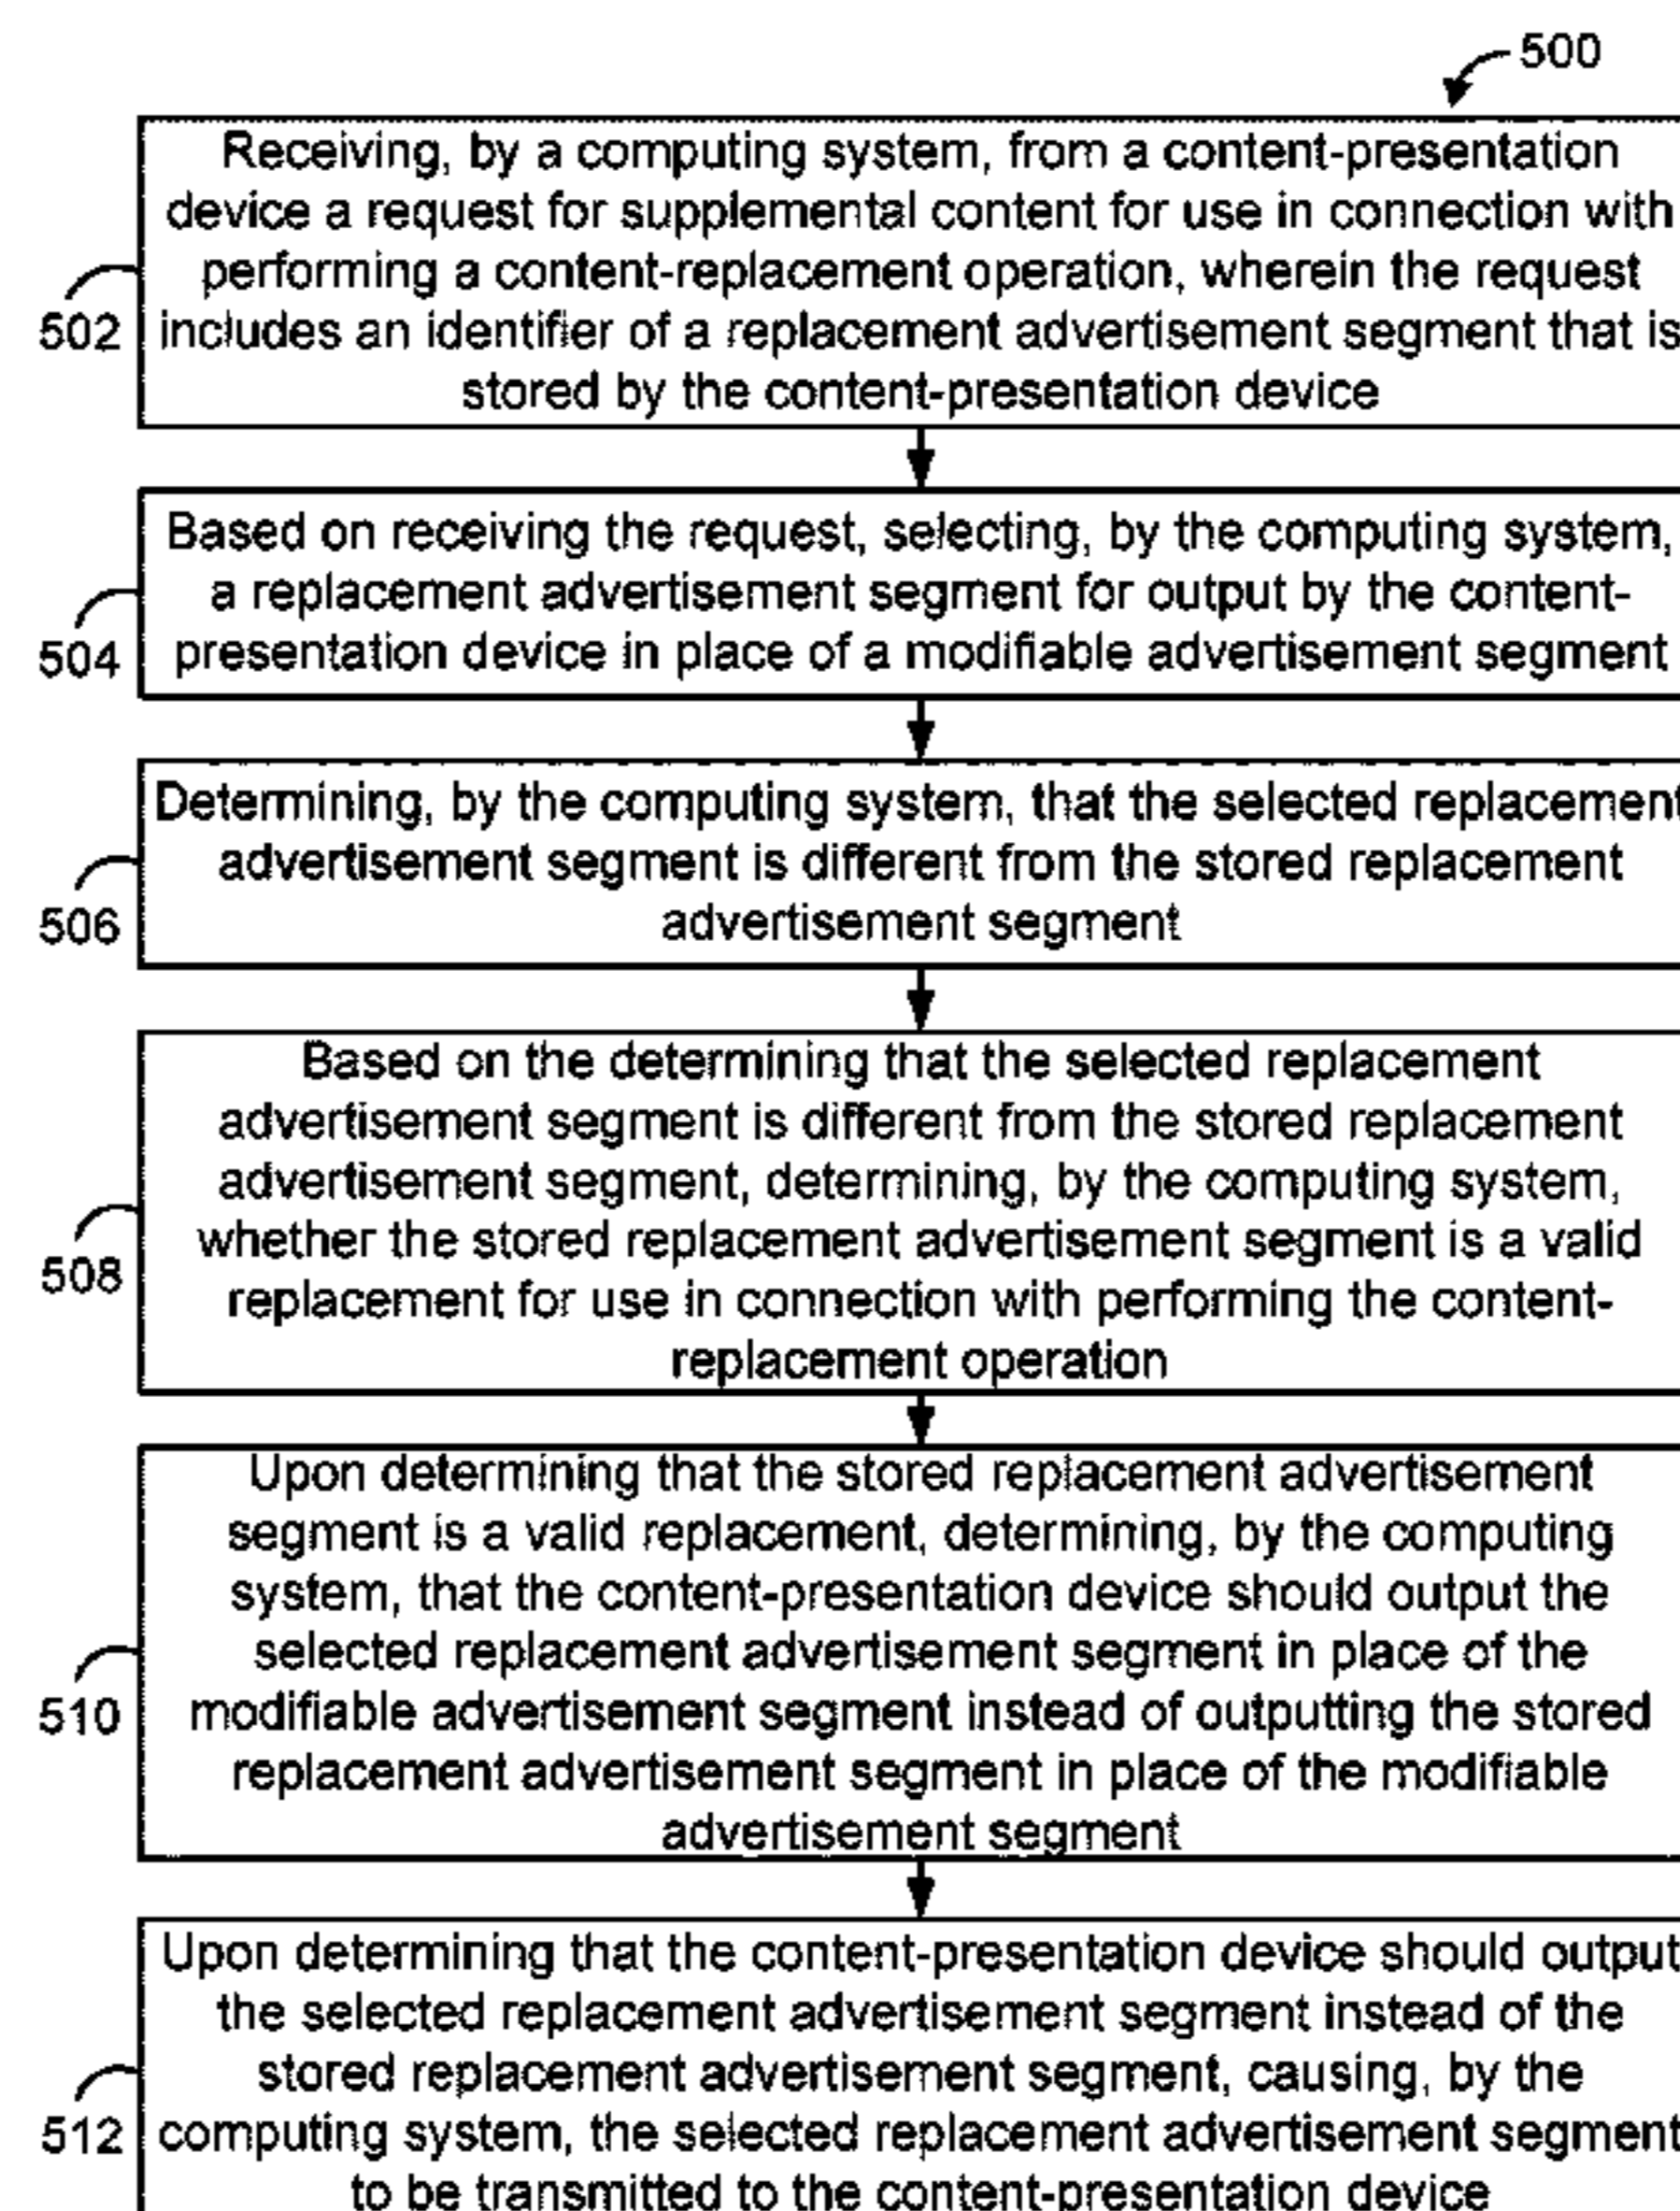 500
Receiving, by a computing system, from a content-presentation
device a request for supplemental content for use in connection with
performing a content-replacement operation, wherein the request
includes an identifier of a replacement advertisement segment that is
stored by the content-presentation device
502
Based on receiving the request, selecting, by the computing system,
a replacement advertisement segment for output by the content-
presentation device in place of a modifiable advertisement segment
504
Determining, by the computing system, that the selected replacement
advertisement segment is different from the stored replacement
advertisement segment
506
Based on the determining that the selected replacement
advertisement segment is different from the stored replacement
advertisement segment, determining, by the computing system,
whether the stored replacement advertisement segment is a valid
replacement for use in connection with performing the content-
replacement operation
508
Upon determining that the stored replacement advertisement
segment is a valid replacement, determining, by the computing
system, that the content-presentation device should output the
selected replacement advertisement segment in place of the
modifiable advertisement segment instead of outputting the stored
replacement advertisement segment in place of the modifiable
advertisement segment
510
Upon determining that the content-presentation device should output
the selected replacement advertisement segment instead of the
stored replacement advertisement segment, causing, by the
computing system, the selected replacement advertisement segment
to be transmitted to the content-presentation device
512